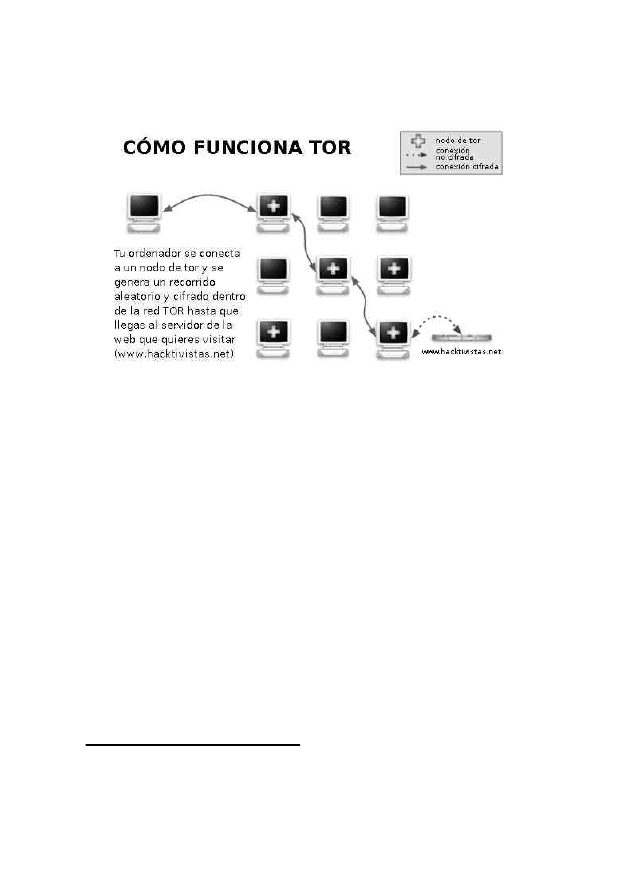 CÓMO FUNCIONA TOR
nodo de tor
conexión
no cifrada
conexión cifrada
Tu ordenador se conecta
a un nodo de tor y se
genera un recorrido
aleatorio y cifrado dentro
de la red TOR hasta que
llegas al servidor de la
web que quieres visitar
(www.hacktivistas.net)
www.hacktivistas.net